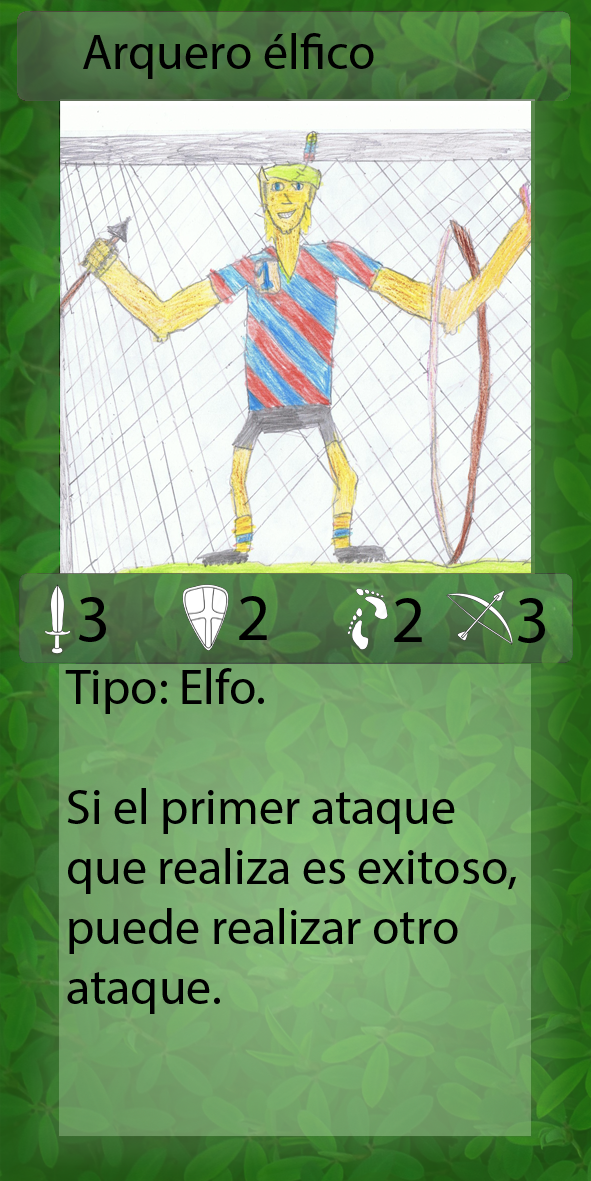 Arquero élfico
1
3 2 2 3
Tipo: Elfo.
Si el primer ataque
que realiza es exitoso,
puede realizar otro
ataque.